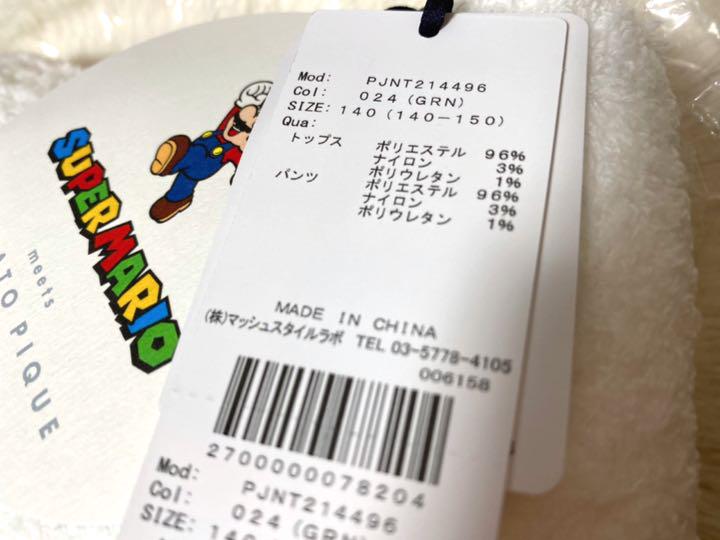 SUPER MARIO
meets
ATO PIQUE
Mod: PJNT214496
Col: 024 (GRN)
SIZE: 140 (140－150)
Qua:
トップス ポリエステル 96%
ナイロン 3%
ポリウレタン 1%
パンツ ポリエステル 96%
ナイロン 3%
ポリウレタン 1%
MADE IN CHINA
(株)マッシュスタイルラボ TEL 03-5778-4105
006158
2700000078204
Mod: PJNT214496
Col: 024 (GRN)
SIZE: 140